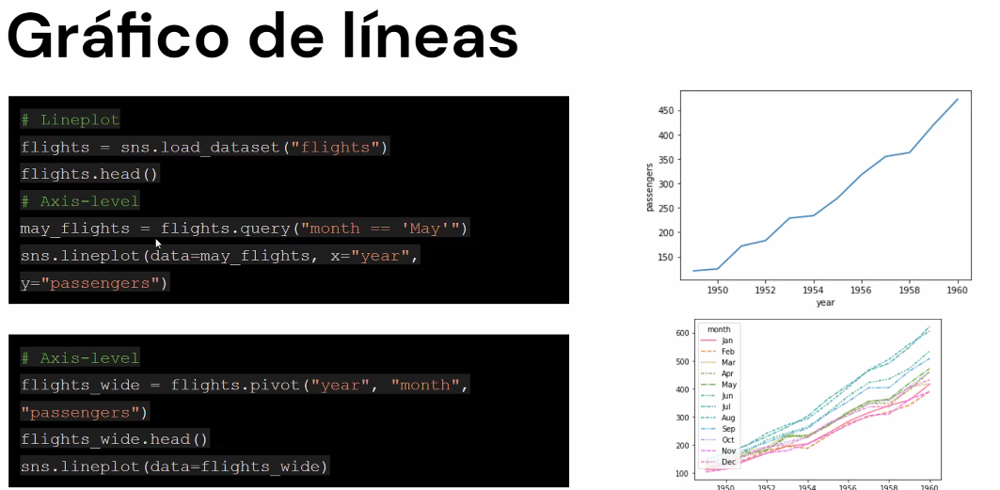 Gráfico de líneas
# Lineplot
flights = sns.load_dataset("flights")
flights.head()
# Axis-level
may_flights = flights.query("month == 'May'")
sns.lineplot(data=may_flights, x="year",
y="passengers")
# Axis-level
flights_wide = flights.pivot("year", "month",
"passengers")
flights_wide.head()
sns.lineplot(data=flights_wide)
450
400
350
300
250
200
150
passengers
1950 1952 1954 1956 1958 1960
year
600
500
400
300
200
100
month
Jan
Feb
Mar
Apr
May
Jun
Jul
Aug
Sep
Oct
Nov
Dec
1950 1952 1954 1956 1958 1960